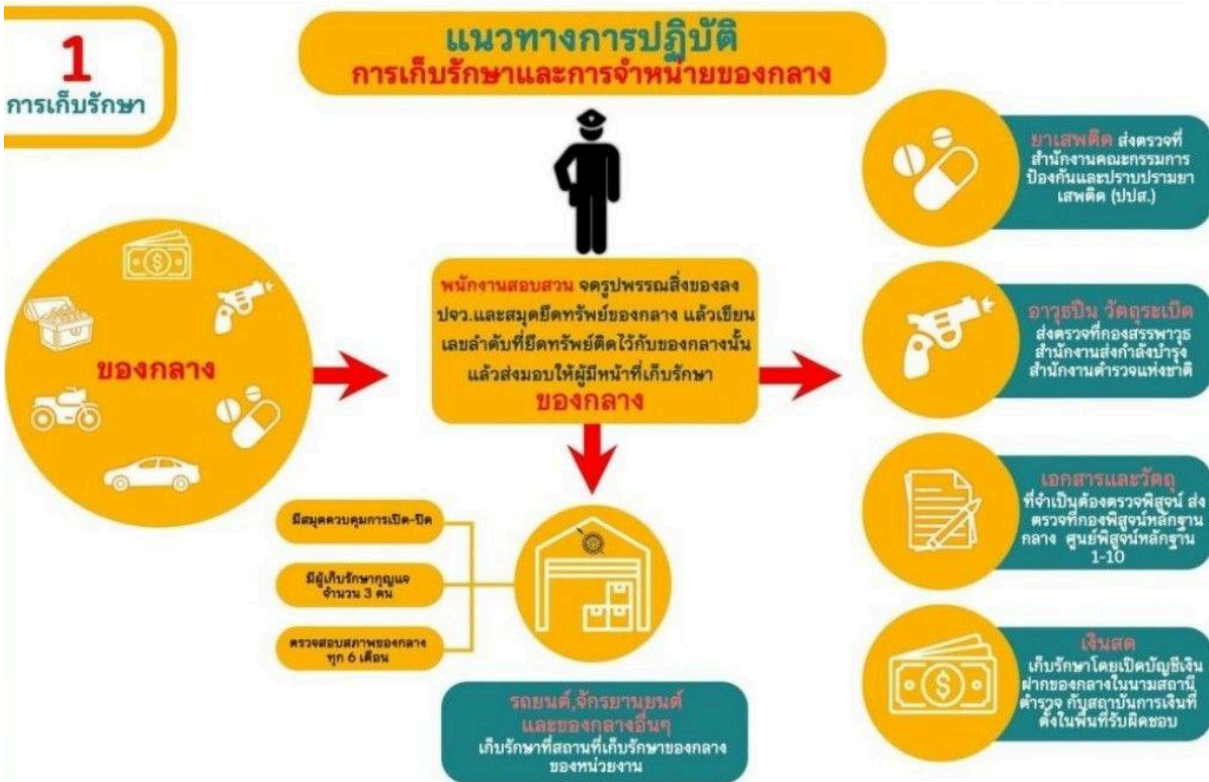 1
การเก็บรักษา
แนวทางการปฏิบัติ
การเก็บรักษาและการจำหน่ายของกลาง
ของกลาง
พนักงานสอบสวน จดรูปพรรณสิ่งของลง
ปจว.และสมุดยึดทรัพย์ของกลาง แล้วเขียน
เลขลำดับที่ยึดทรัพย์ติดไว้กับของกลางนั้น
แล้วส่งมอบให้ผู้มีหน้าที่เก็บรักษา
ของกลาง
มีสมุดควบคุมการเปิด-ปิด
มีผู้เก็บรักษากุญแจ
จำนวน 3 คน
ตรวจสอบสภาพของกลาง
ทุก 6 เดือน
รถยนต์,จักรยานยนต์
และของกลางอื่นๆ
เก็บรักษาที่สถานที่เก็บรักษาของกลาง
ของหน่วยงาน
ยาเสพติด ส่งตรวจที่
สำนักงานคณะกรรมการ
ป้องกันและปราบปรามยา
เสพติด (ปปส.)
อาวุธปืน วัตถุระเบิด
ส่งตรวจที่กองสรรพาวุธ
สำนักงานส่งกำลังบำรุง
สำนักงานตำรวจแห่งชาติ
เอกสารและวัตถุ
ที่จำเป็นต้องตรวจพิสูจน์ ส่ง
ตรวจที่กองพิสูจน์หลักฐาน
กลาง ศูนย์พิสูจน์หลักฐาน
1-10
เงินสด
เก็บรักษาโดยเปิดบัญชีเงิน
ฝากของกลางในนามสถานี
ตำรวจ กับสถาบันการเงินที่
ตั้งในพื้นที่รับผิดชอบ